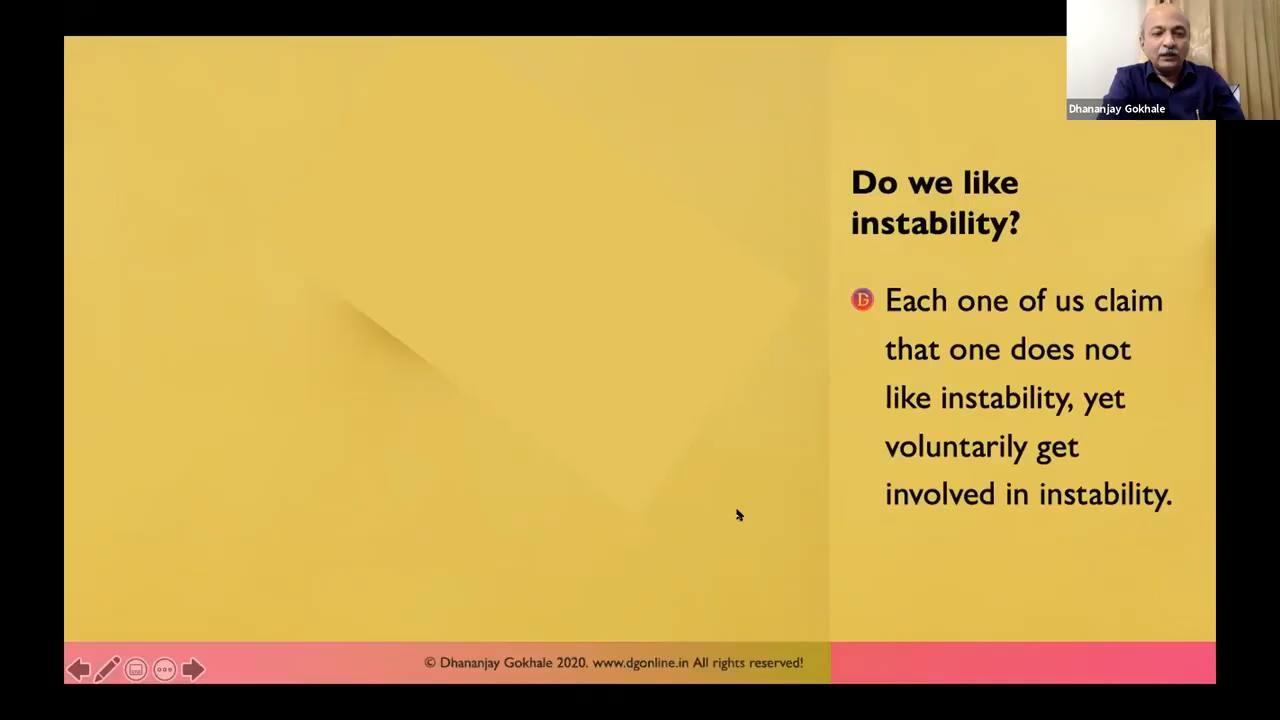 Dhananjay Gokhale
Do we like
instability?
Each one of us claim
that one does not
like instability, yet
voluntarily get
involved in instability.
© Dhananjay Gokhale 2020. www.dgonline.in All rights reserved!